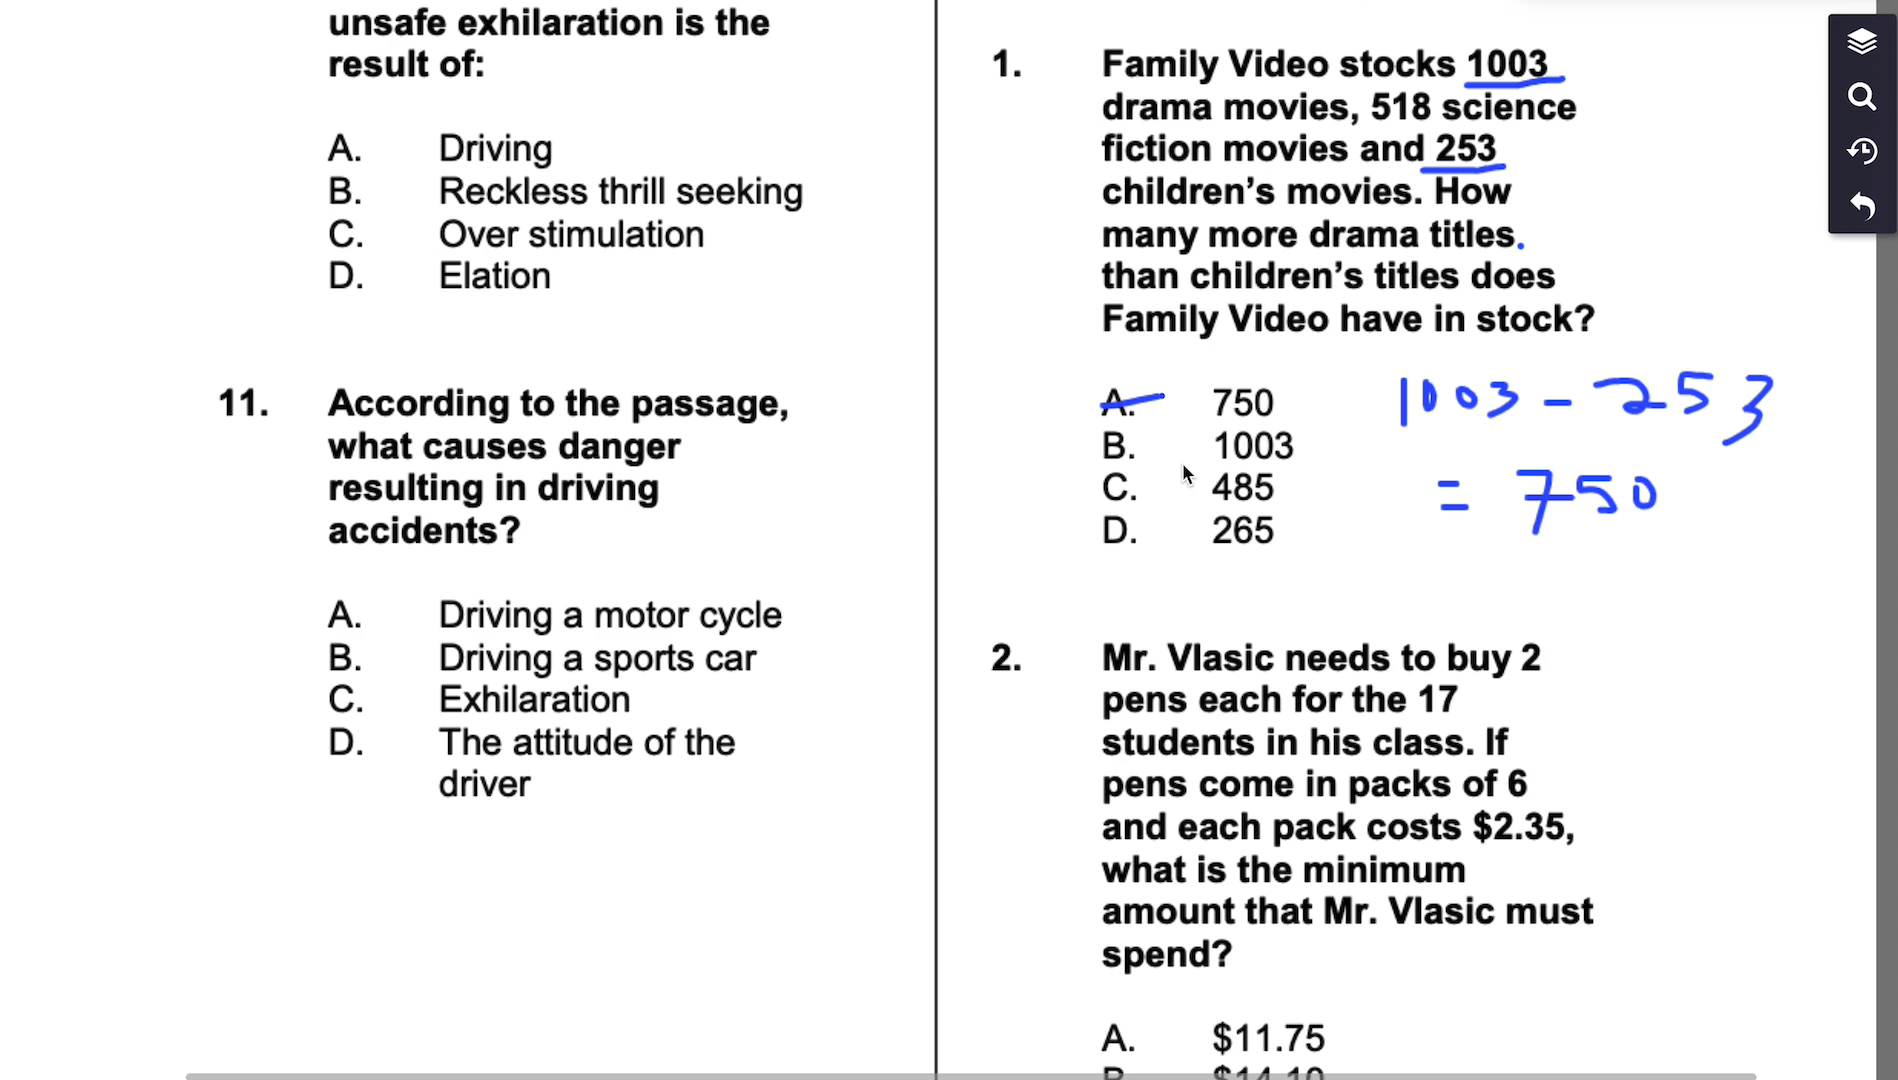 unsafe exhilaration is the
result of:
A. Driving
B. Reckless thrill seeking
C. Over stimulation
D. Elation
11. According to the passage,
what causes danger
resulting in driving
accidents?
A. Driving a motor cycle
B. Driving a sports car
C. Exhilaration
D. The attitude of the
driver
1. Family Video stocks 1003
drama movies, 518 science
fiction movies and 253
children’s movies. How
many more drama titles
than children’s titles does
Family Video have in stock?
A. 750
B. 1003
C. 485
D. 265
1003 - 253
= 750
2. Mr. Vlasic needs to buy 2
pens each for the 17
students in his class. If
pens come in packs of 6
and each pack costs $2.35,
what is the minimum
amount that Mr. Vlasic must
spend?
A. $11.75